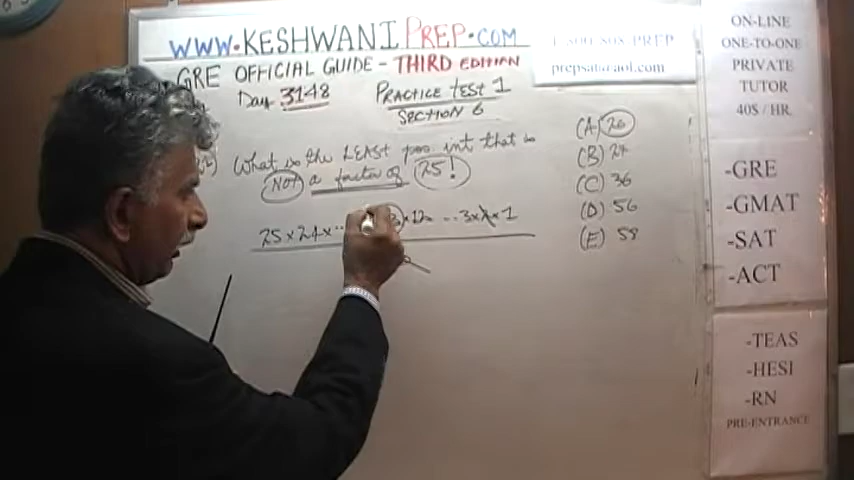 WWW.KESHWANIPREP.COM
prepsat@aol.com
GRE OFFICIAL GUIDE - THIRD EDITION
Day 3148
PRACTICE TEST 1
SECTION 6
What is the LEAST pos. int that is
NOT a factor of 25!
25×24×... ×12× ...3×2×1
(A) 26
(B) 28
(C) 36
(D) 56
(E) 58
ON-LINE
ONE-TO-ONE
PRIVATE
TUTOR
40$ / HR.
-GRE
-GMAT
-SAT
-ACT
-TEAS
-HESI
-RN
PRE-ENTRANCE